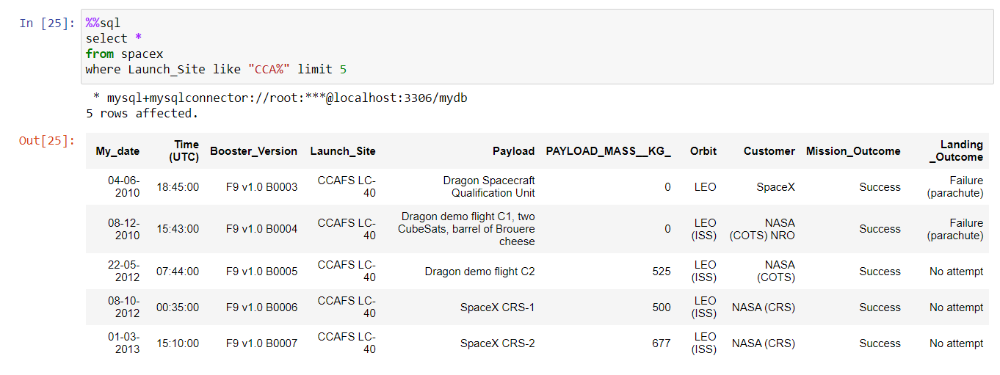 In [25]: %%sql
select *
from spacex
where Launch_Site like "CCA%" limit 5
* mysql+mysqlconnector://root:***@localhost:3306/mydb
5 rows affected.
Out[25]:
My_date Time (UTC) Booster_Version Launch_Site Payload PAYLOAD_MASS__KG_ Orbit Customer Mission_Outcome Landing _Outcome
04-06-2010 18:45:00 F9 v1.0 B0003 CCAFS LC-40 Dragon Spacecraft Qualification Unit 0 LEO SpaceX Success Failure (parachute)
08-12-2010 15:43:00 F9 v1.0 B0004 CCAFS LC-40 Dragon demo flight C1, two CubeSats, barrel of Brouere cheese 0 LEO (ISS) NASA (COTS) NRO Success Failure (parachute)
22-05-2012 07:44:00 F9 v1.0 B0005 CCAFS LC-40 Dragon demo flight C2 525 LEO (ISS) NASA (COTS) Success No attempt
08-10-2012 00:35:00 F9 v1.0 B0006 CCAFS LC-40 SpaceX CRS-1 500 LEO (ISS) NASA (CRS) Success No attempt
01-03-2013 15:10:00 F9 v1.0 B0007 CCAFS LC-40 SpaceX CRS-2 677 LEO (ISS) NASA (CRS) Success No attempt